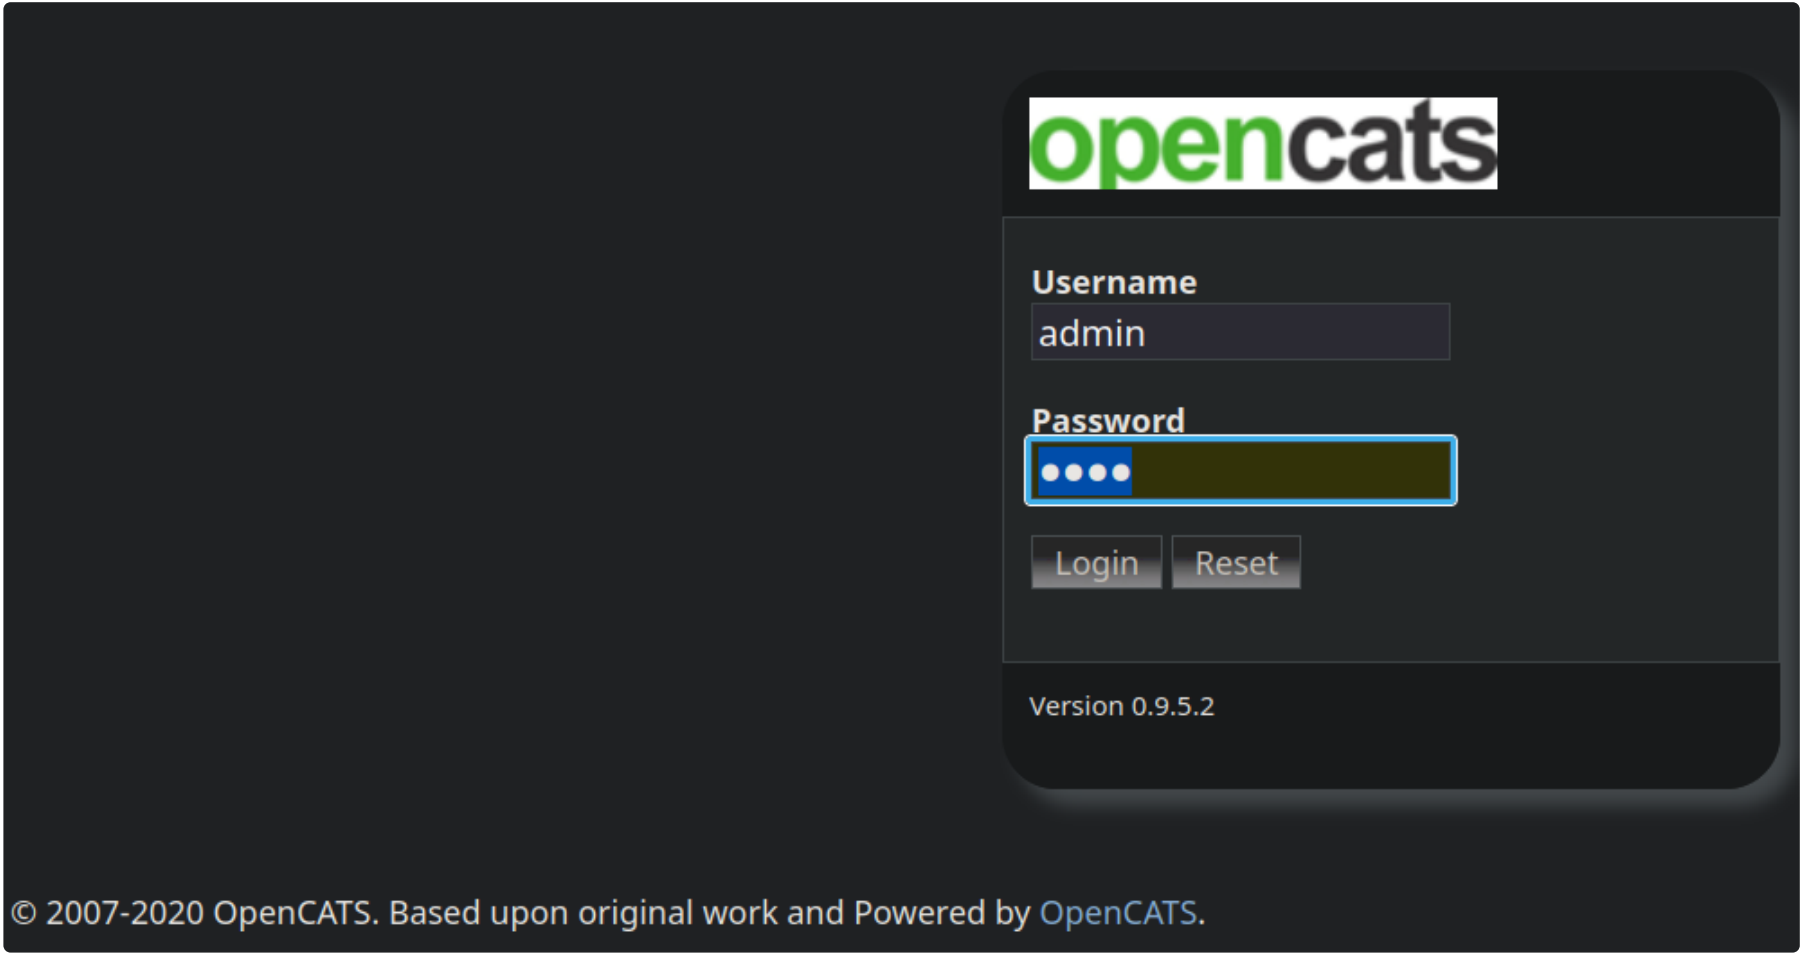 opencats
Username
admin
Password
••••
Login Reset
Version 0.9.5.2
© 2007-2020 OpenCATS. Based upon original work and Powered by OpenCATS.